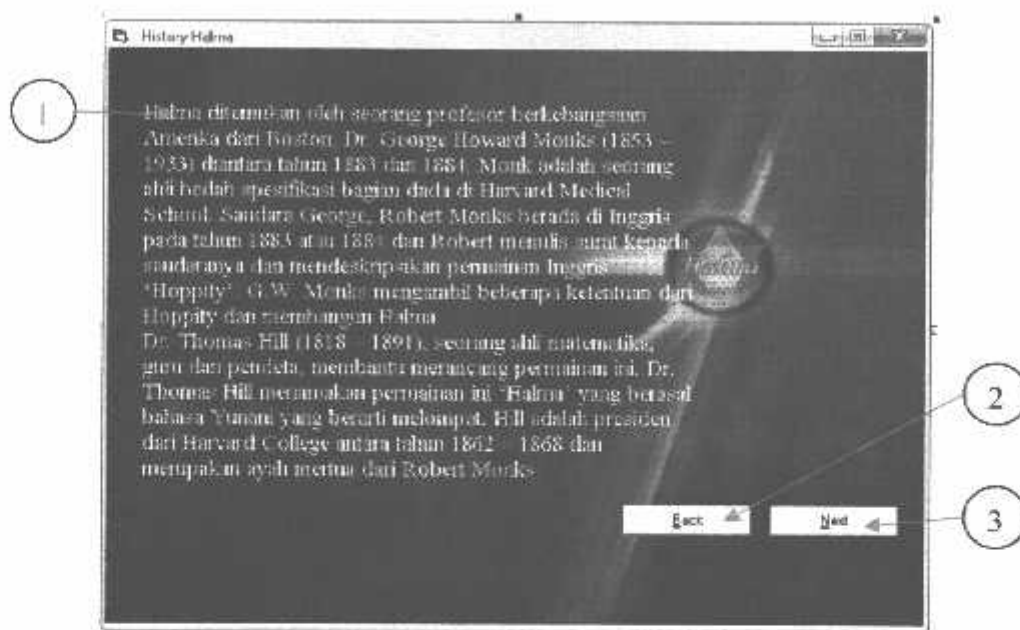 History Halma
1
Halma ditemukan oleh seorang profesor berkebangsaan
Amerika dari Boston, Dr. George Howard Monks (1853 –
1933) diantara tahun 1883 dan 1884. Monk adalah seorang
ahli bedah spesifikasi bagian dada di Harvard Medical
School. Saudara George, Robert Monks berada di Inggris
pada tahun 1883 atau 1884 dan Robert menulis surat kepada
saudaranya dan mendeskripsikan permainan Inggris
'Hoppity'. G.W. Monks mengambil beberapa ketentuan dari
Hoppity dan membangun Halma
Dr. Thomas Hill (1818 – 1891), seorang ahli matematika,
guru dan pendeta, membantu merancang permainan ini. Dr.
Thomas Hill menamakan permainan ini 'Halma' yang berasal
bahasa Yunani yang berarti melompat. Hill adalah presiden
dari Harvard College antara tahun 1862 – 1868 dan
merupakan ayah mertua dari Robert Monks
2
Back
Next
3